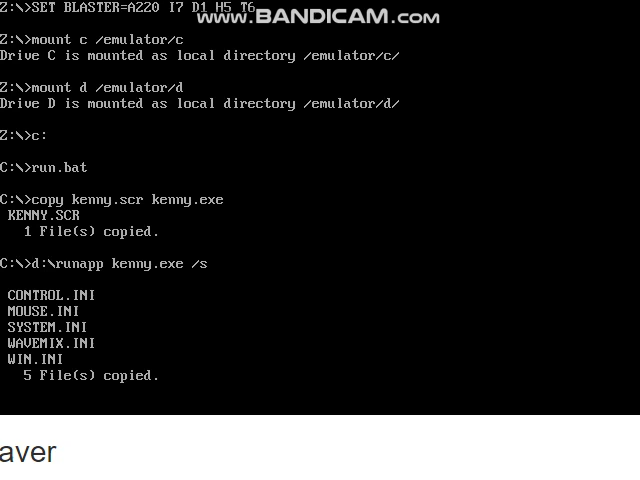 Z:\>SET BLASTER=A220 I7 D1 H5 T6
www.BANDICAM.com
Z:\>mount c /emulator/c
Drive C is mounted as local directory /emulator/c/
Z:\>mount d /emulator/d
Drive D is mounted as local directory /emulator/d/
Z:\>c:
C:\>run.bat
C:\>copy kenny.scr kenny.exe
KENNY.SCR
1 File(s) copied.
C:\>d:\runapp kenny.exe /s
CONTROL.INI
MOUSE.INI
SYSTEM.INI
WAVEMIX.INI
WIN.INI
5 File(s) copied.
aver